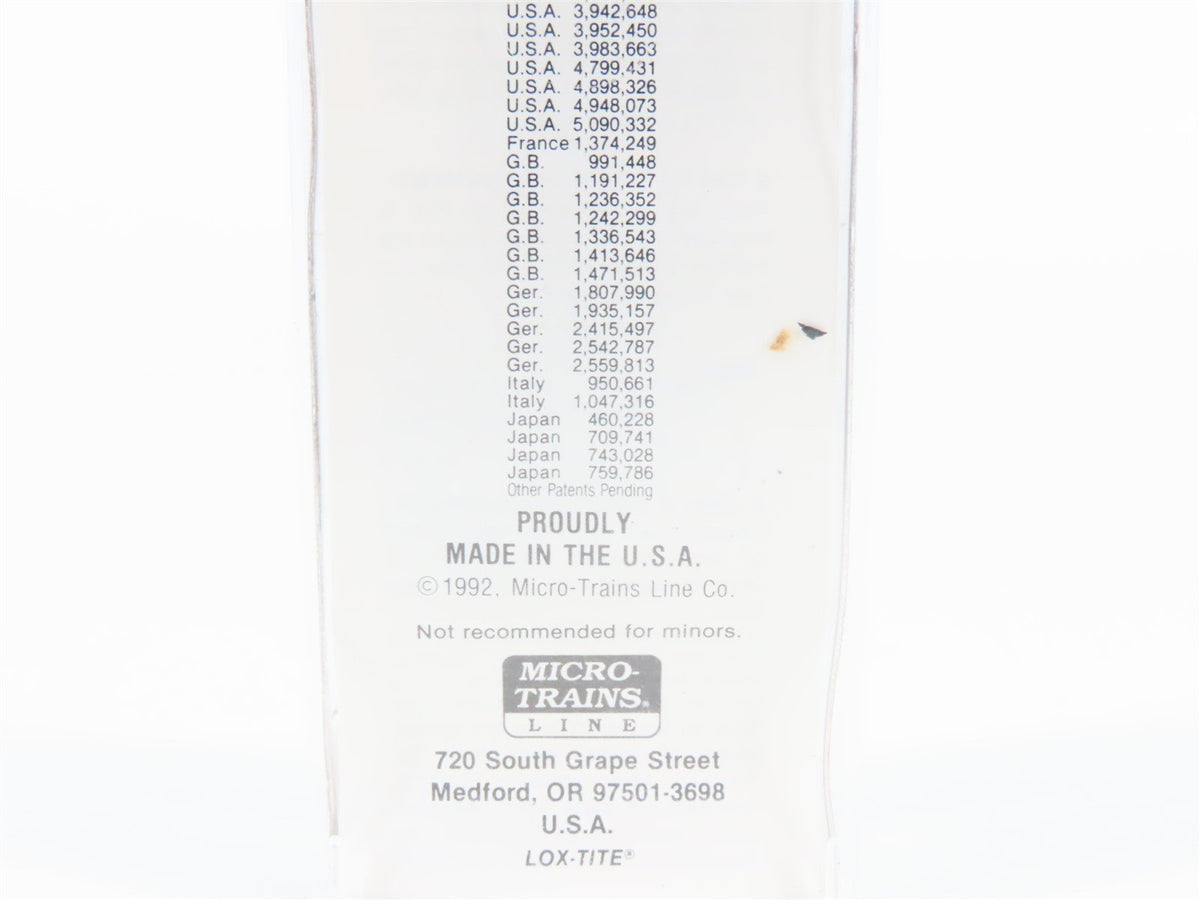 U.S.A. 3,942,648
U.S.A. 3,952,450
U.S.A. 3,983,663
U.S.A. 4,799,431
U.S.A. 4,898,326
U.S.A. 4,948,073
U.S.A. 5,090,332
France 1,374,249
G.B. 991,448
G.B. 1,191,227
G.B. 1,236,352
G.B. 1,242,299
G.B. 1,336,543
G.B. 1,413,646
G.B. 1,471,513
Ger. 1,807,990
Ger. 1,935,157
Ger. 2,415,497
Ger. 2,542,787
Ger. 2,559,813
Italy 950,661
Italy 1,047,316
Japan 460,228
Japan 709,741
Japan 743,028
Japan 759,786
Other Patents Pending
PROUDLY
MADE IN THE U.S.A.
©1992, Micro-Trains Line Co.
Not recommended for minors.
MICRO-
TRAINS®
LINE
720 South Grape Street
Medford, OR 97501-3698
U.S.A.
LOX-TITE®